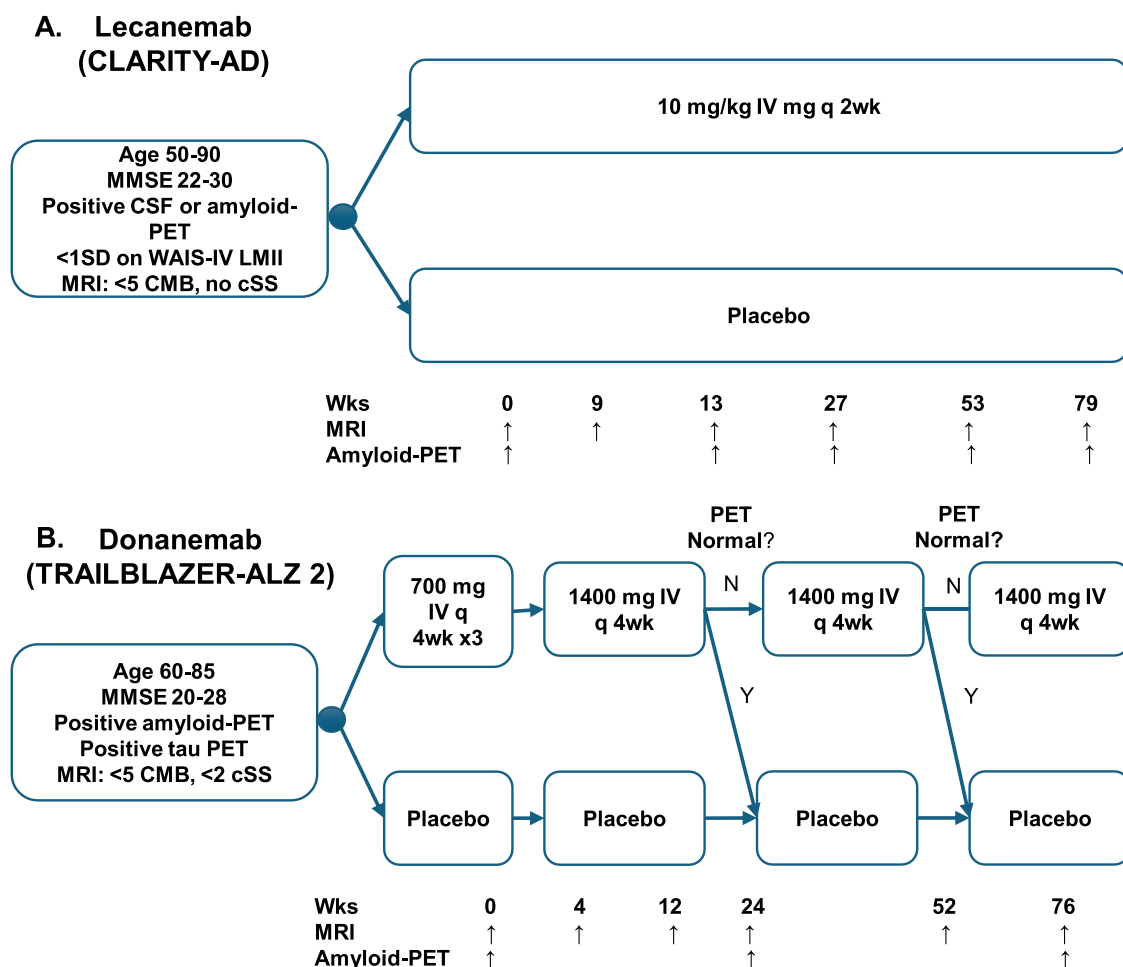 A. Lecanemab
(CLARITY-AD)
10 mg/kg IV mg q 2wk
Age 50-90
MMSE 22-30
Positive CSF or amyloid-
PET
<1SD on WAIS-IV LMII
MRI: <5 CMB, no cSS
Placebo
Wks 0 9 13 27 53 79
MRI ↑ ↑ ↑ ↑ ↑ ↑
Amyloid-PET ↑ ↑ ↑ ↑ ↑
B. Donanemab
(TRAILBLAZER-ALZ 2)
PET
Normal?
PET
Normal?
700 mg
IV q
4wk x3
1400 mg IV
q 4wk
N
1400 mg IV
q 4wk
N
1400 mg IV
q 4wk
Y
Y
Age 60-85
MMSE 20-28
Positive amyloid-PET
Positive tau PET
MRI: <5 CMB, <2 cSS
Placebo
Placebo
Placebo
Placebo
Wks 0 4 12 24 52 76
MRI ↑ ↑ ↑ ↑ ↑ ↑
Amyloid-PET ↑ ↑ ↑